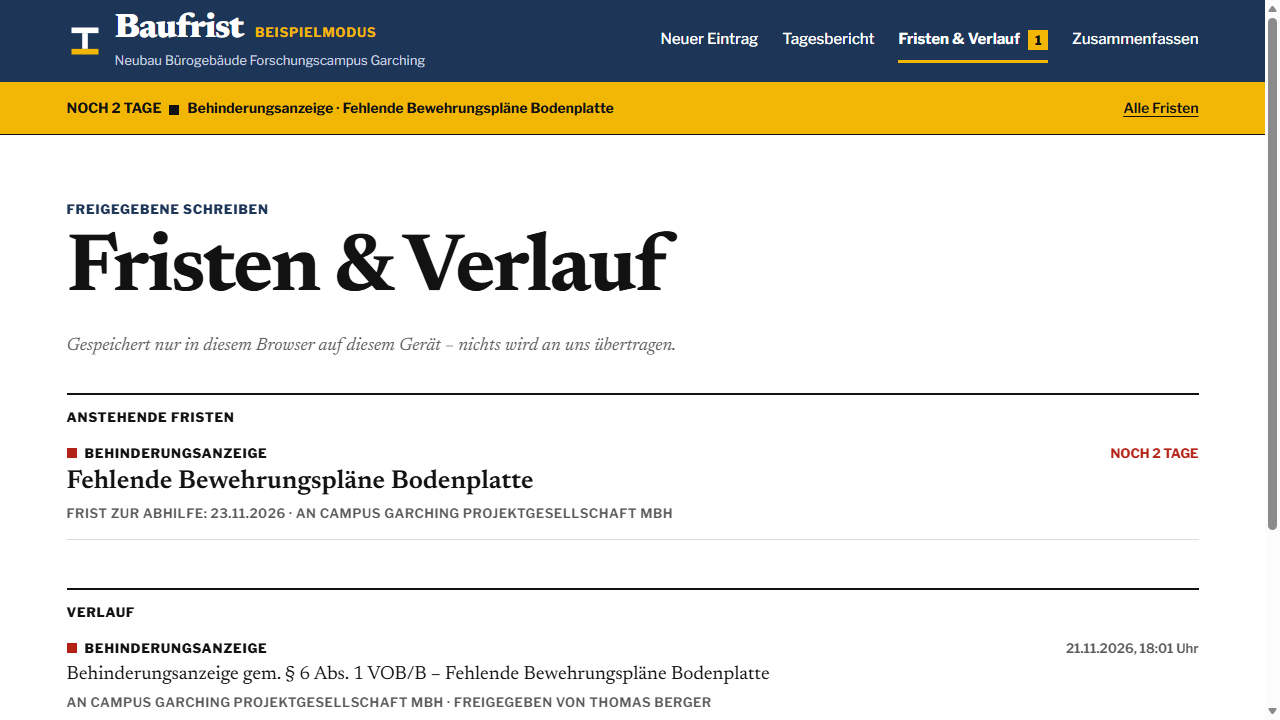 Baufrist BEISPIELMODUS
Neubau Bürogebäude Forschungscampus Garching
Neuer Eintrag Tagesbericht Fristen & Verlauf 1 Zusammenfassen
NOCH 2 TAGE Behinderungsanzeige · Fehlende Bewehrungspläne Bodenplatte Alle Fristen
FREIGEGEBENE SCHREIBEN
Fristen & Verlauf
Gespeichert nur in diesem Browser auf diesem Gerät – nichts wird an uns übertragen.
ANSTEHENDE FRISTEN
BEHINDERUNGSANZEIGE NOCH 2 TAGE
Fehlende Bewehrungspläne Bodenplatte
FRIST ZUR ABHILFE: 23.11.2026 · AN CAMPUS GARCHING PROJEKTGESELLSCHAFT MBH
VERLAUF
BEHINDERUNGSANZEIGE 21.11.2026, 18:01 Uhr
Behinderungsanzeige gem. § 6 Abs. 1 VOB/B – Fehlende Bewehrungspläne Bodenplatte
AN CAMPUS GARCHING PROJEKTGESELLSCHAFT MBH · FREIGEGEBEN VON THOMAS BERGER